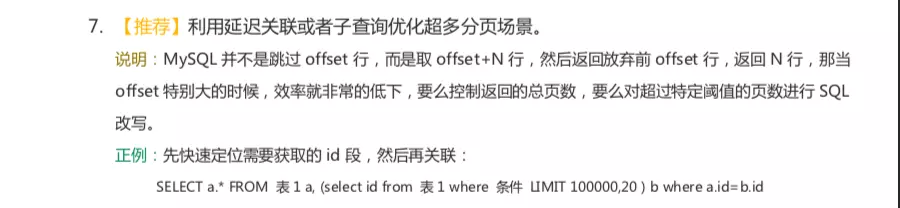 7. 【推荐】利用延迟关联或者子查询优化超多分页场景。
说明：MySQL 并不是跳过 offset 行，而是取 offset+N 行，然后返回放弃前 offset 行，返回 N 行，那当
offset 特别大的时候，效率就非常的低下，要么控制返回的总页数，要么对超过特定阈值的页数进行 SQL
改写。
正例：先快速定位需要获取的 id 段，然后再关联：
SELECT a.* FROM 表 1 a, (select id from 表 1 where 条件 LIMIT 100000,20 ) b where a.id=b.id